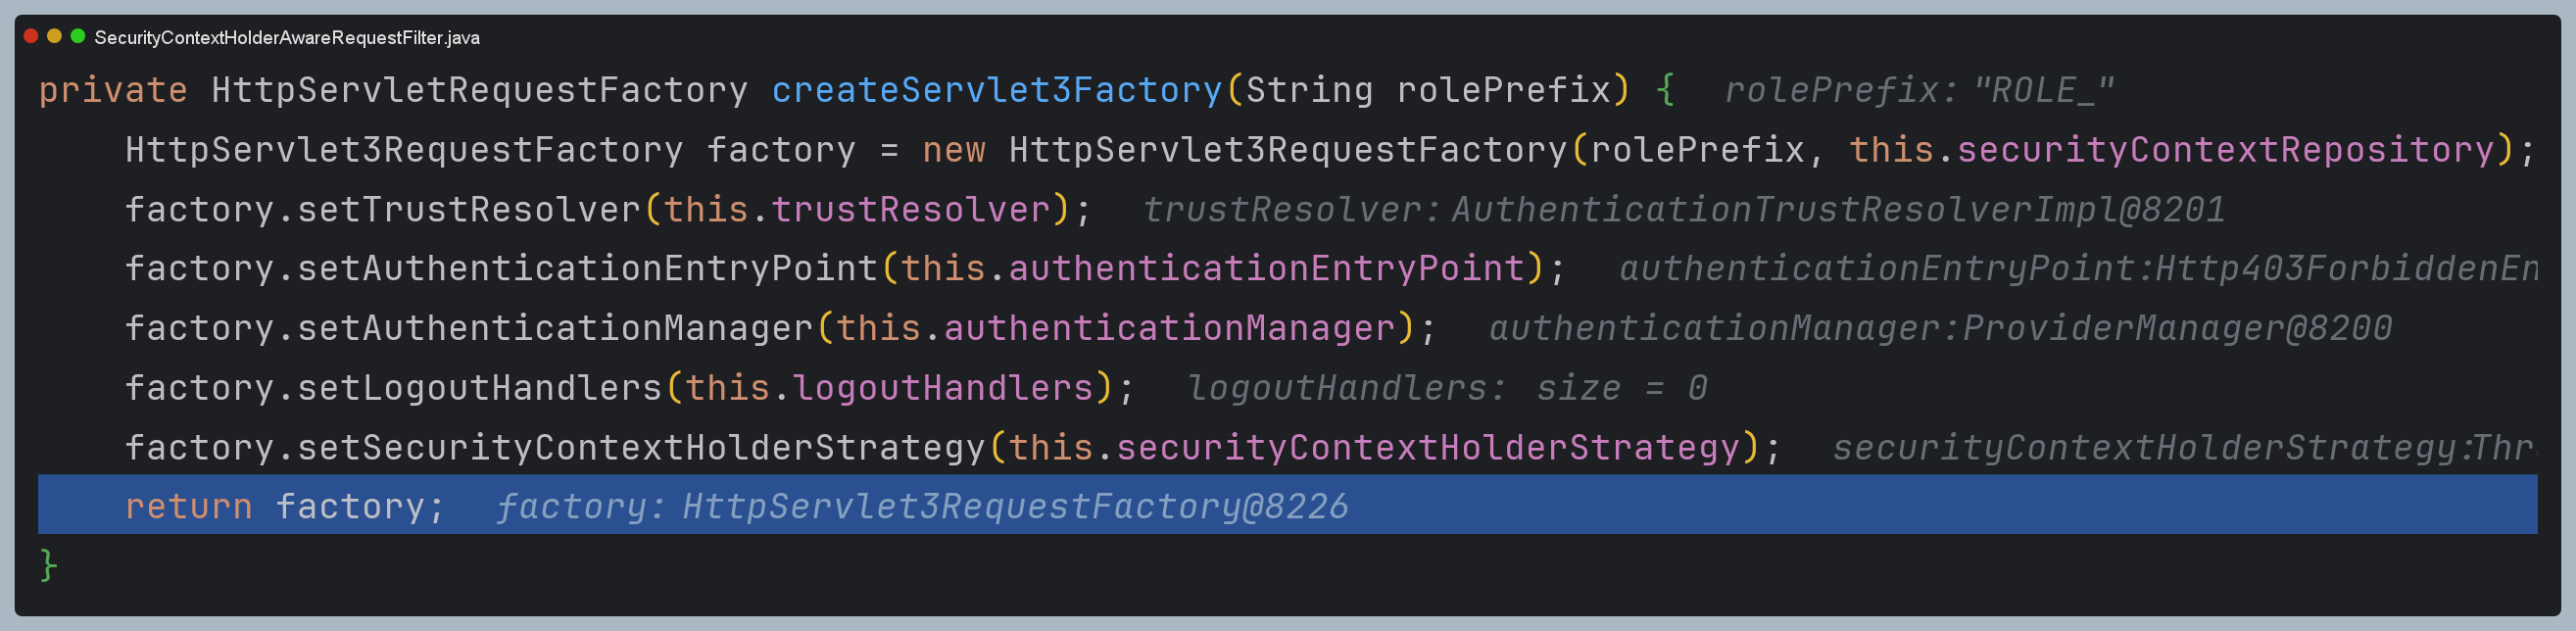 SecurityContextHolderAwareRequestFilter.java
private HttpServletRequestFactory createServlet3Factory(String rolePrefix) { rolePrefix: "ROLE_"
HttpServlet3RequestFactory factory = new HttpServlet3RequestFactory(rolePrefix, this.securityContextRepository);
factory.setTrustResolver(this.trustResolver); trustResolver: AuthenticationTrustResolverImpl@8201
factory.setAuthenticationEntryPoint(this.authenticationEntryPoint); authenticationEntryPoint:Http403ForbiddenEn
factory.setAuthenticationManager(this.authenticationManager); authenticationManager:ProviderManager@8200
factory.setLogoutHandlers(this.logoutHandlers); logoutHandlers: size = 0
factory.setSecurityContextHolderStrategy(this.securityContextHolderStrategy); securityContextHolderStrategy:Thr
return factory; factory: HttpServlet3RequestFactory@8226
}